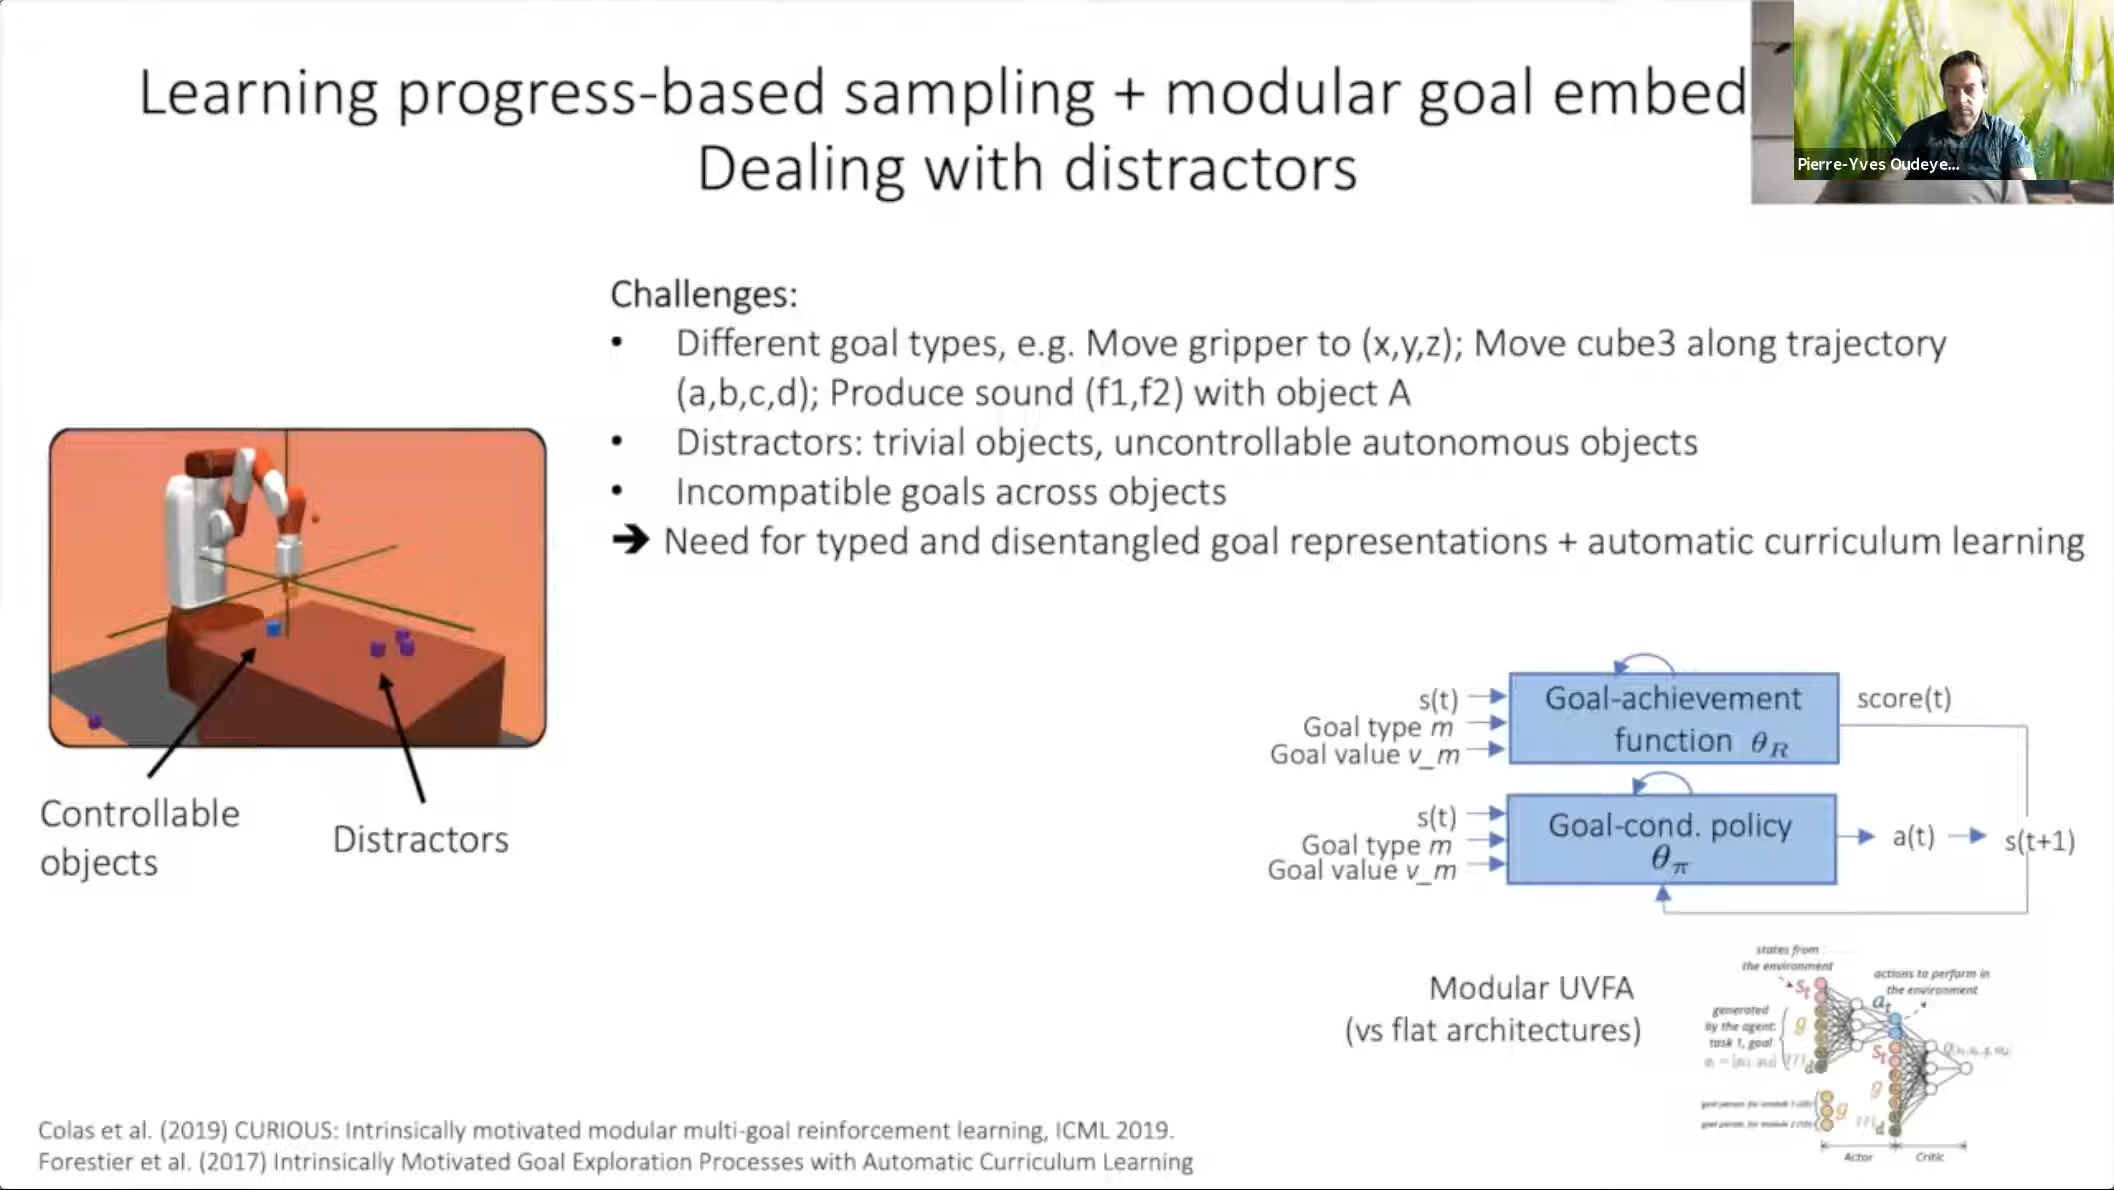 Learning progress-based sampling + modular goal embed
Dealing with distractors
Pierre-Yves Oudeye...
Challenges:
• Different goal types, e.g. Move gripper to (x,y,z); Move cube3 along trajectory
(a,b,c,d); Produce sound (f1,f2) with object A
• Distractors: trivial objects, uncontrollable autonomous objects
• Incompatible goals across objects
➔ Need for typed and disentangled goal representations + automatic curriculum learning
Controllable
objects
Distractors
s(t)
Goal type m
Goal value v_m
Goal-achievement
function θR
score(t)
s(t)
Goal type m
Goal value v_m
Goal-cond. policy
θπ
a(t)
s(t+1)
Modular UVFA
(vs flat architectures)
states from
the environment
actions to perform in
the environment
generated
by the agent:
task 1, goal
st
g
at
st
g
g
Actor
Critic
Colas et al. (2019) CURIOUS: Intrinsically motivated modular multi-goal reinforcement learning, ICML 2019.
Forestier et al. (2017) Intrinsically Motivated Goal Exploration Processes with Automatic Curriculum Learning